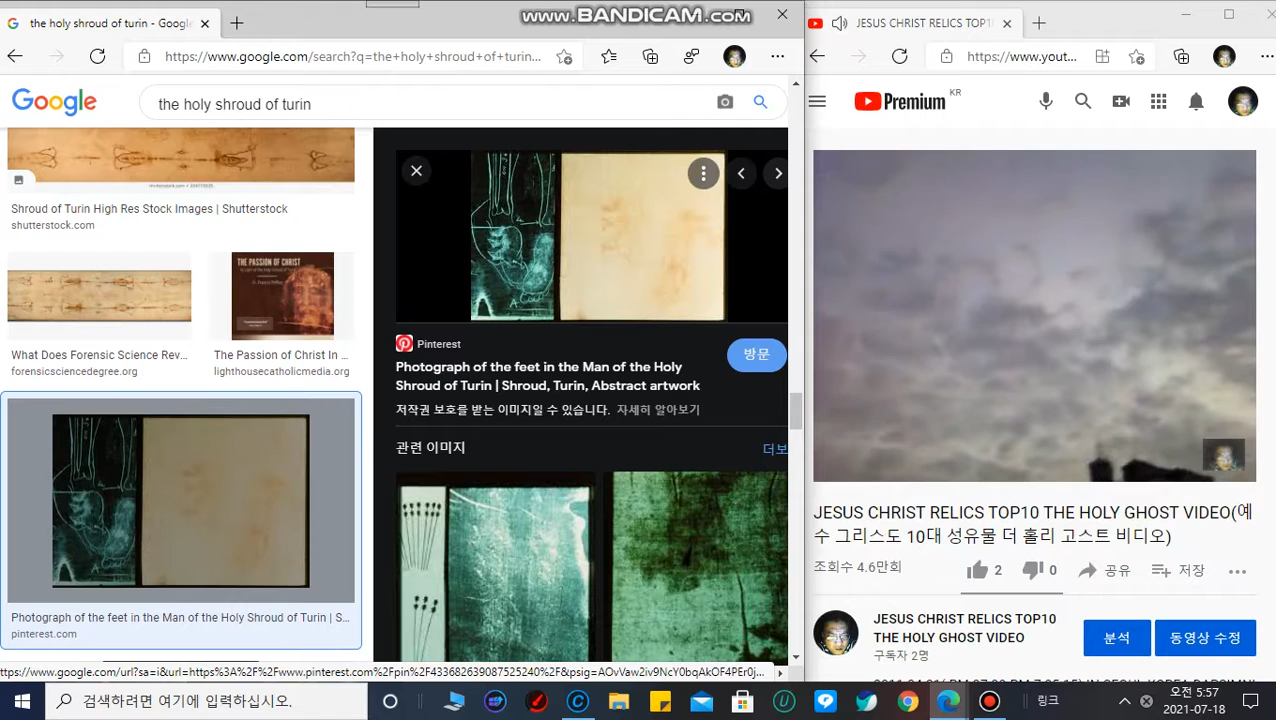 the holy shroud of turin - Google
www.BANDICAM.com
https://www.google.com/search?q=the+holy+shroud+of+turin...
Google
the holy shroud of turin
Shroud of Turin High Res Stock Images | Shutterstock
shutterstock.com
THE PASSION OF CHRIST
What Does Forensic Science Rev...
forensicsciencedegree.org
The Passion of Christ In ...
lighthousecatholicmedia.org
Photograph of the feet in the Man of the Holy Shroud of Turin | S...
pinterest.com
Pinterest
Photograph of the feet in the Man of the Holy
Shroud of Turin | Shroud, Turin, Abstract artwork
방문
저작권 보호를 받는 이미지일 수 있습니다. 자세히 알아보기
관련 이미지
더보
JESUS CHRIST RELICS TOP1
https://www.yout...
Premium KR
JESUS CHRIST RELICS TOP10 THE HOLY GHOST VIDEO(예
수 그리스도 10대 성유물 더 홀리 고스트 비디오)
조회수 4.6만회
2
0
공유
저장
JESUS CHRIST RELICS TOP10
THE HOLY GHOST VIDEO
구독자 2명
분석
동영상 수정
검색하려면 여기에 입력하십시오.
링크
오전 5:57
2021-07-18